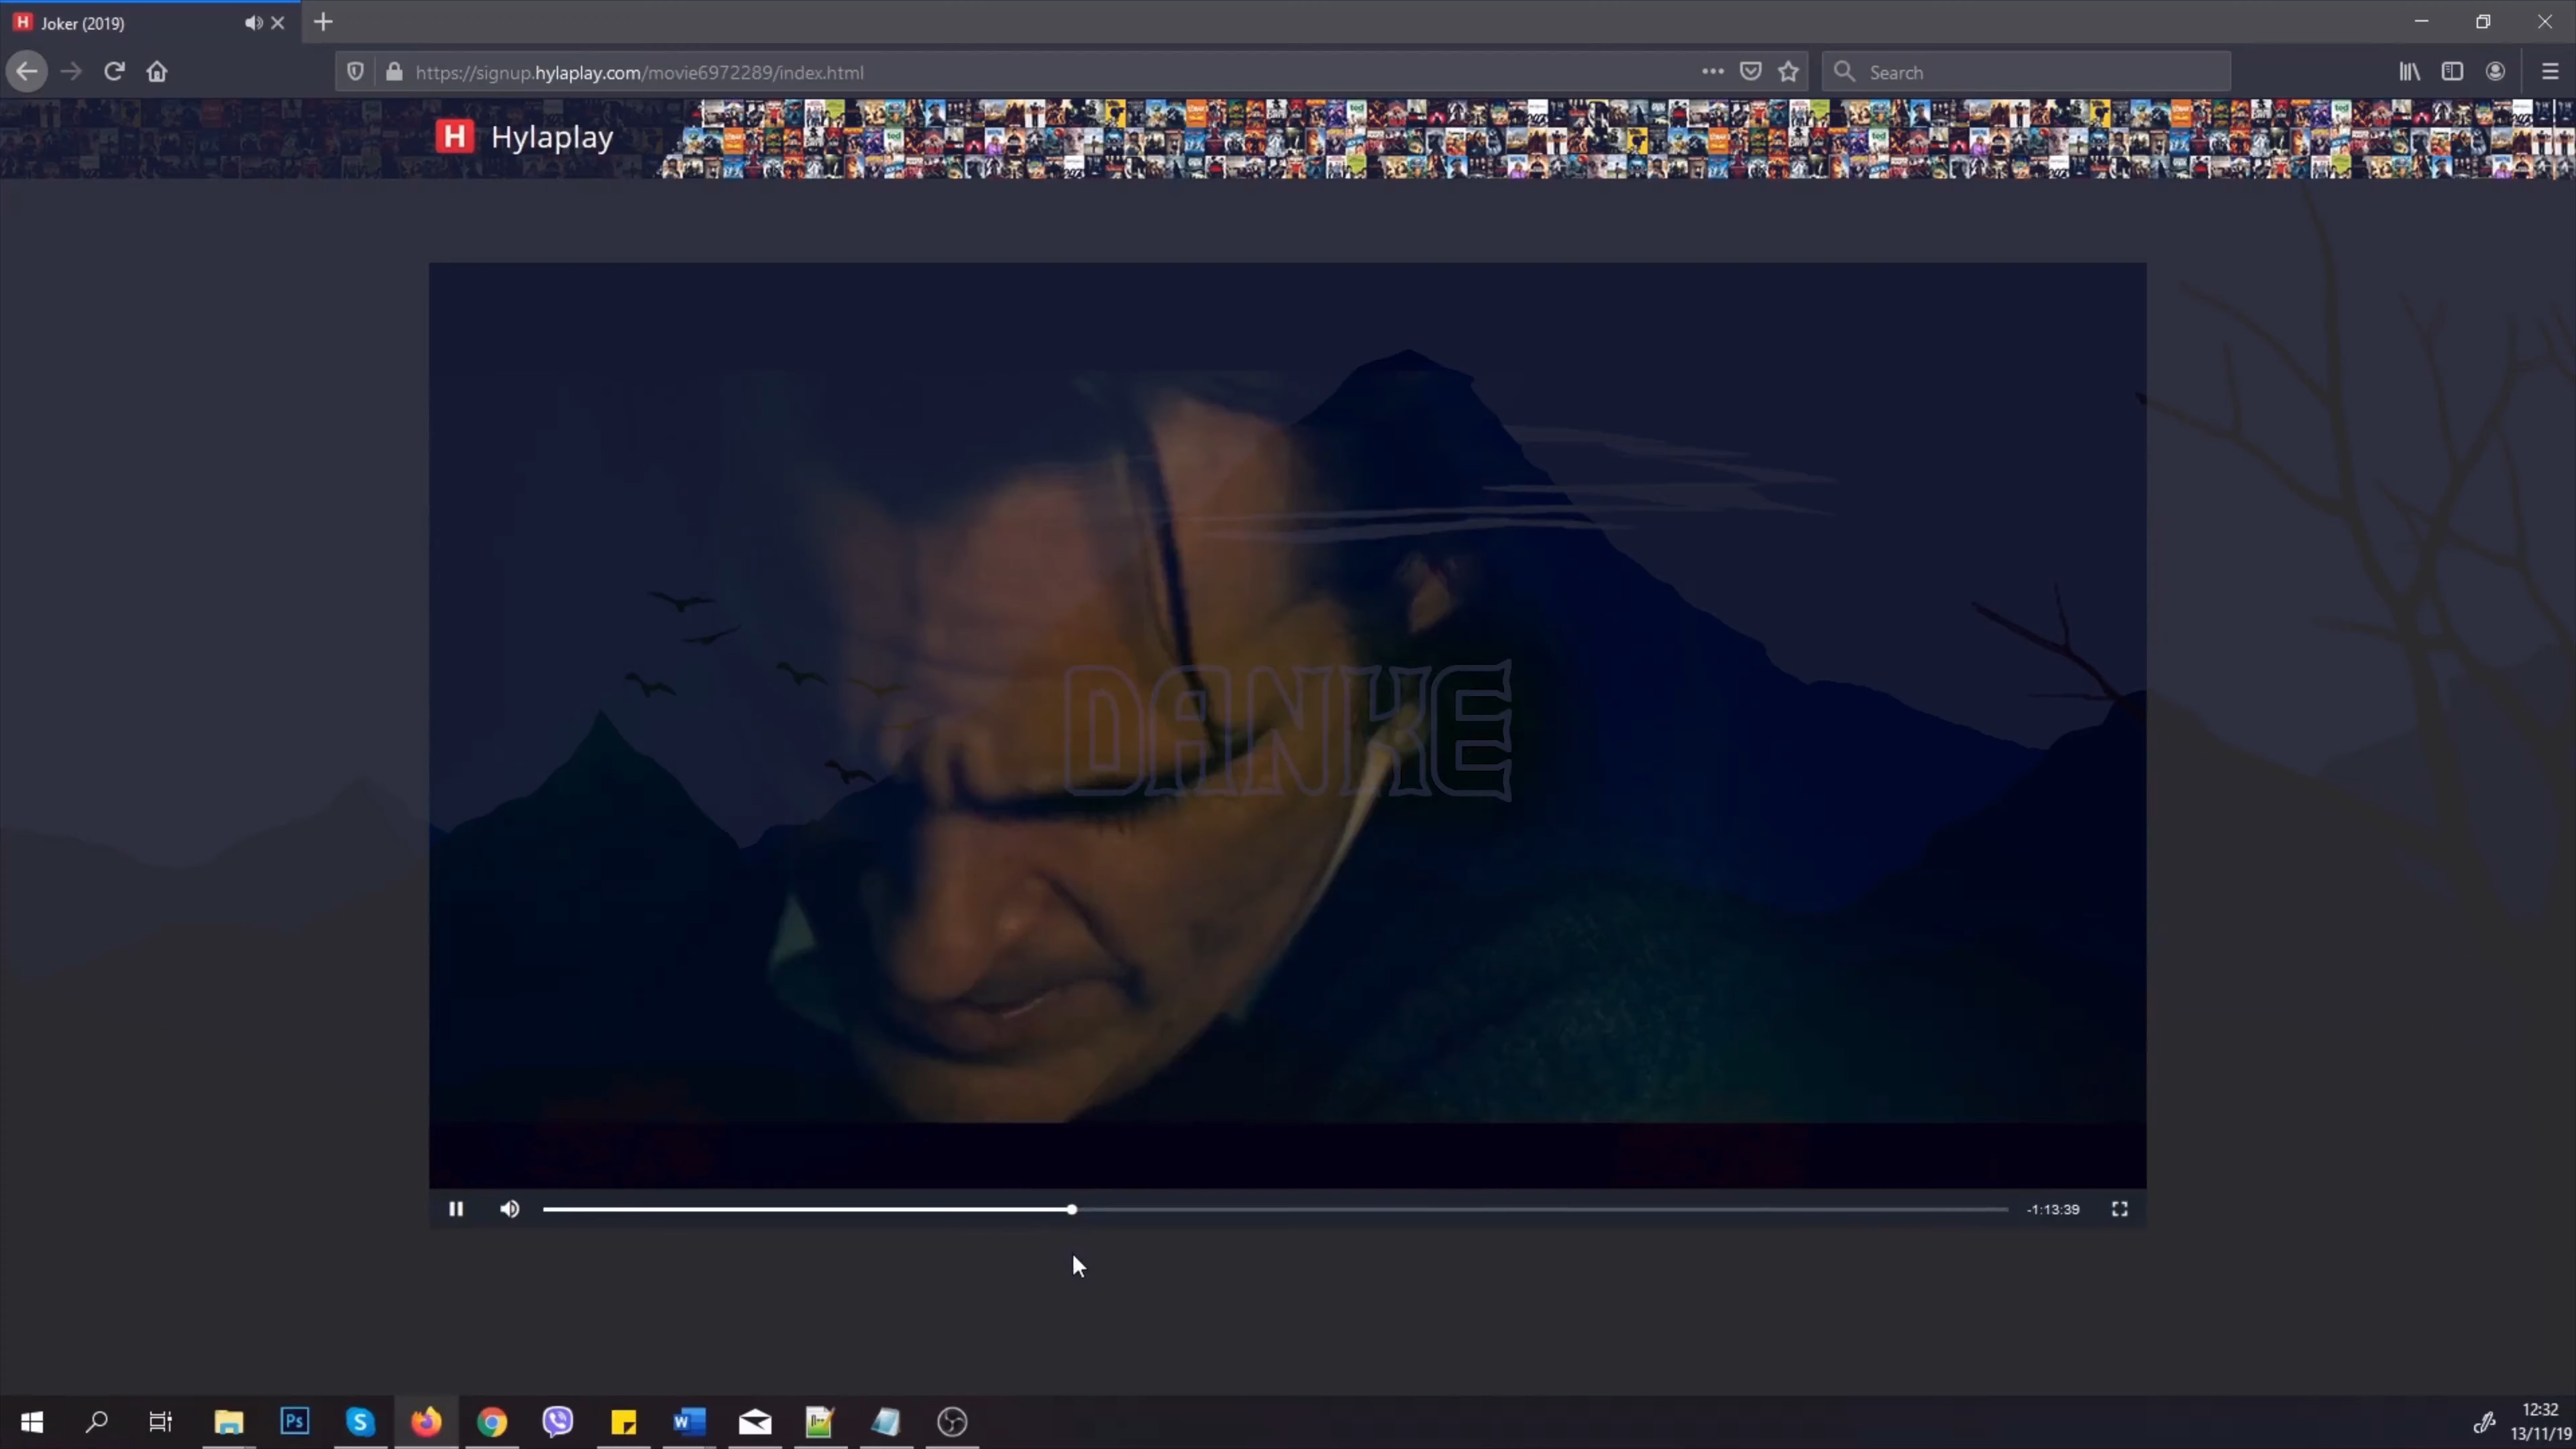 Joker (2019)
https://signup.hylaplay.com/movie6972289/index.html
Search
H Hylaplay
DANKE
-1:13:39
12:32
13/11/19